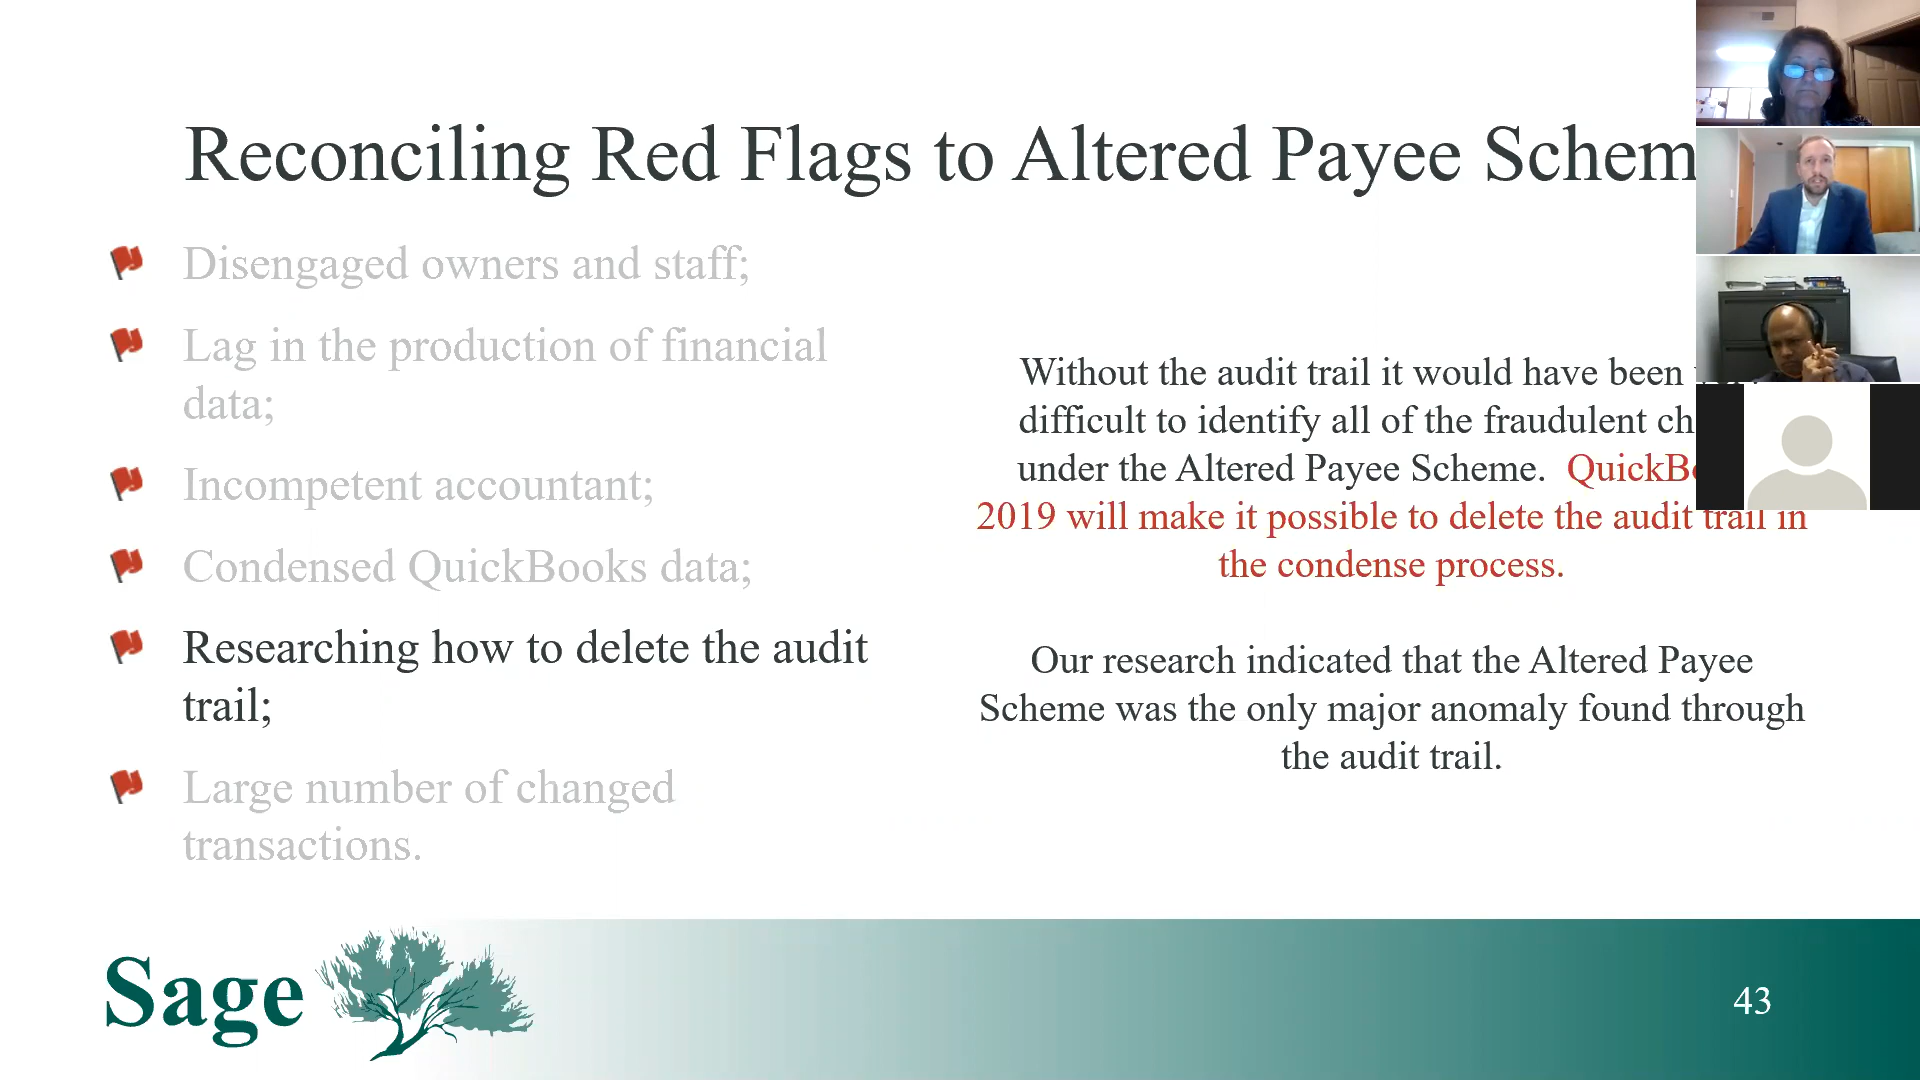 Reconciling Red Flags to Altered Payee Schem
Disengaged owners and staff;
Lag in the production of financial
data;
Incompetent accountant;
Condensed QuickBooks data;
Researching how to delete the audit
trail;
Large number of changed
transactions.
Without the audit trail it would have been
difficult to identify all of the fraudulent ch
under the Altered Payee Scheme. QuickB
2019 will make it possible to delete the audit trail in
the condense process.
Our research indicated that the Altered Payee
Scheme was the only major anomaly found through
the audit trail.
Sage
43